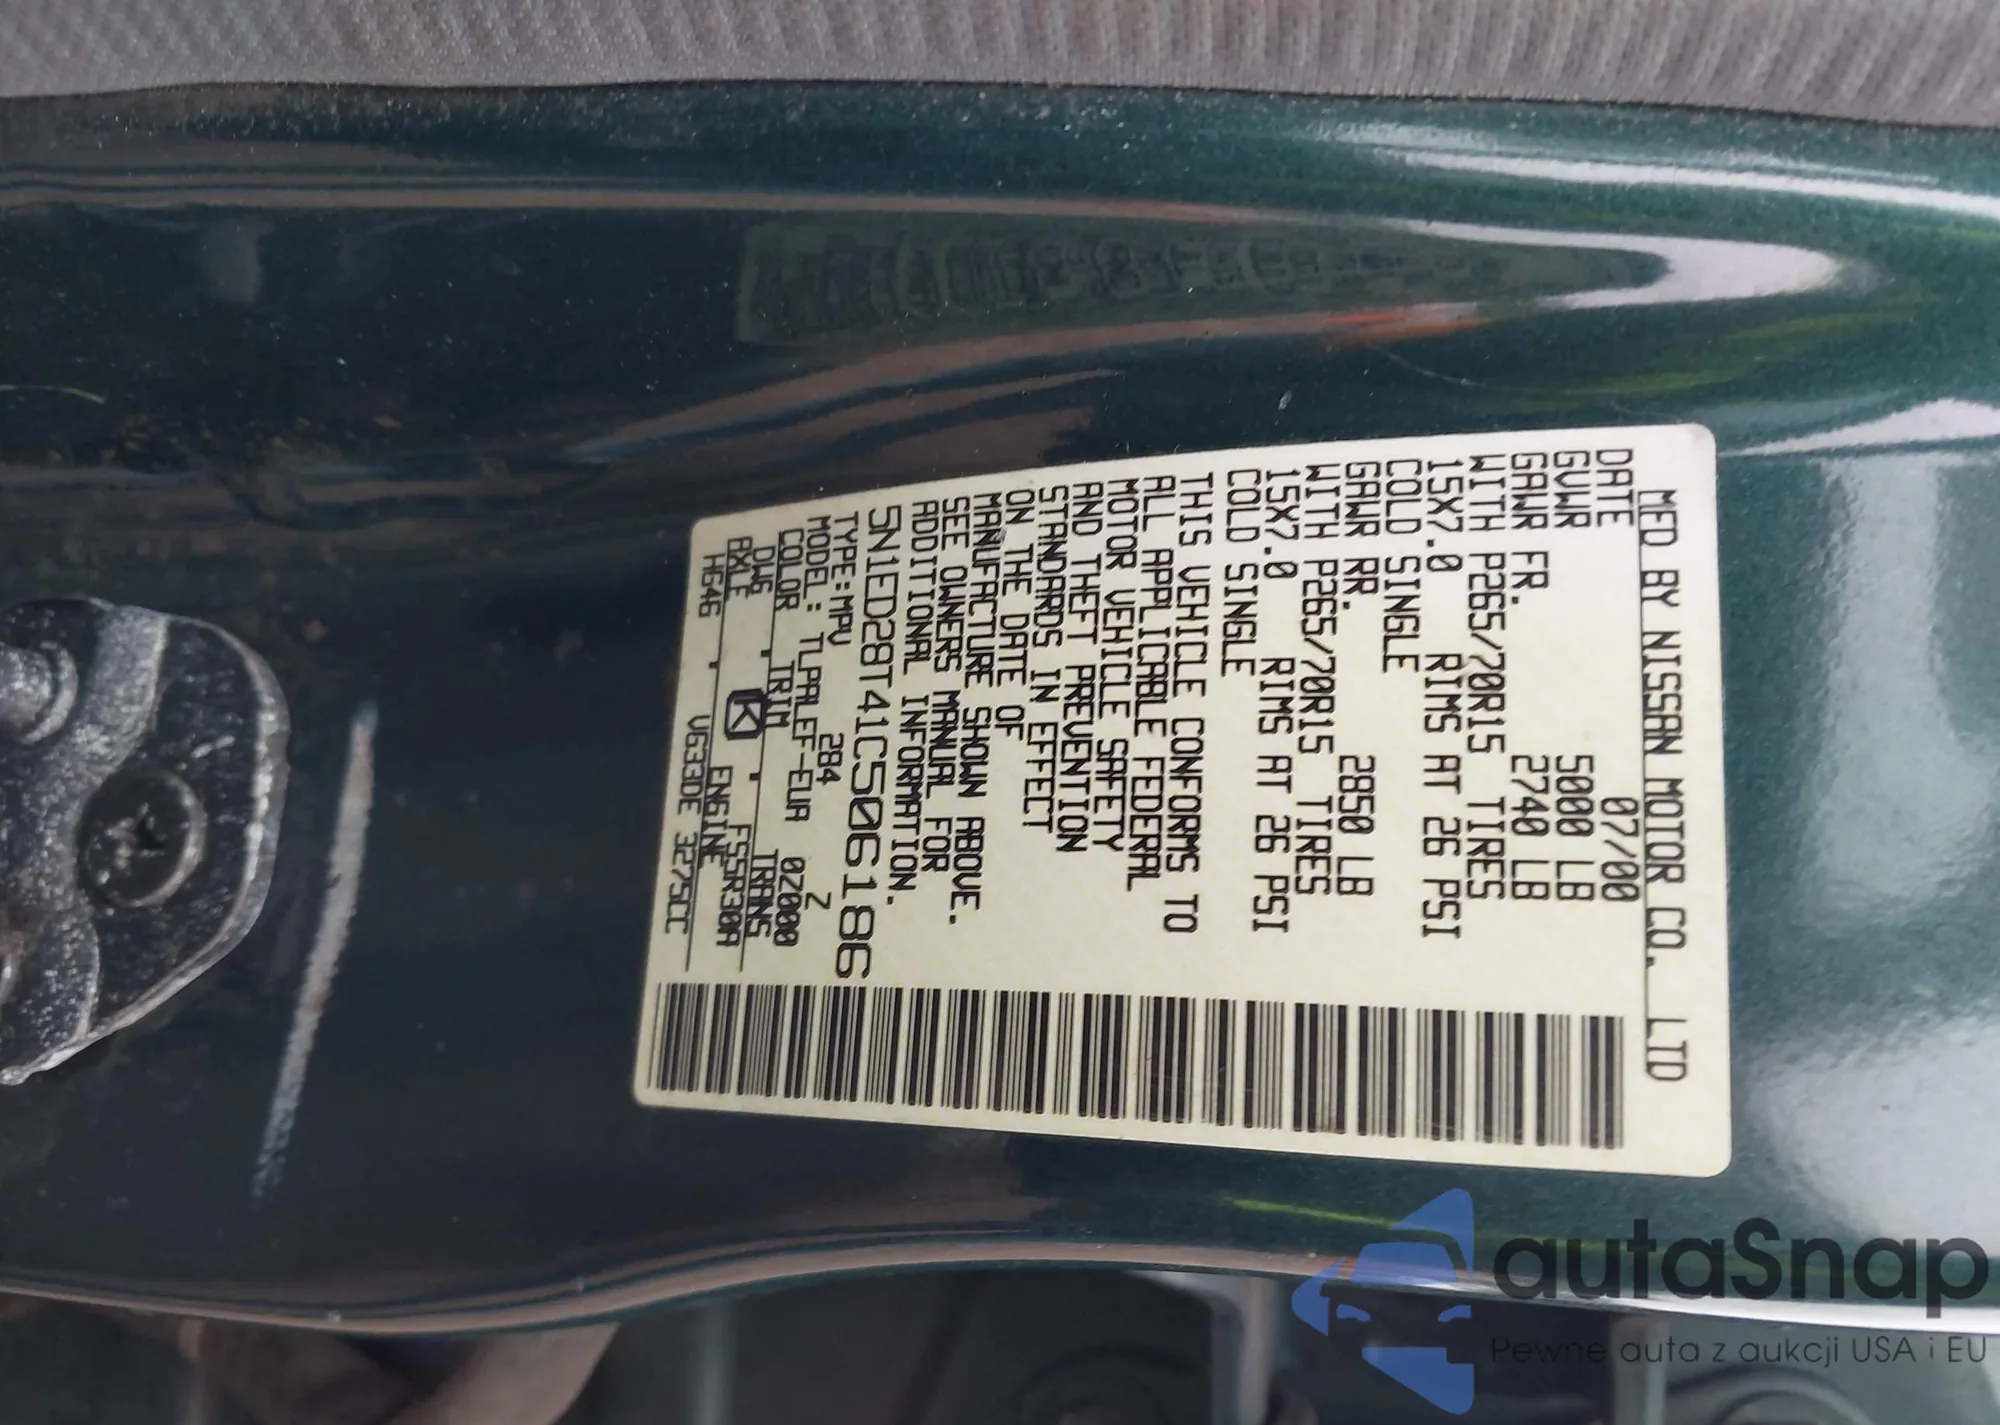 MFD BY NISSAN MOTOR CO. LTD
DATE 07/00
GVWR 5000 LB
GAWR FR. 2740 LB
WITH P265/70R15 TIRES
15X7.0 RIMS AT 26 PSI
COLD SINGLE
GAWR RR. 2850 LB
WITH P265/70R15 TIRES
15X7.0 RIMS AT 26 PSI
COLD SINGLE
THIS VEHICLE CONFORMS TO
ALL APPLICABLE FEDERAL
MOTOR VEHICLE SAFETY
AND THEFT PREVENTION
STANDARDS IN EFFECT
ON THE DATE OF
MANUFACTURE SHOWN ABOVE.
SEE OWNERS MANUAL FOR
ADDITIONAL INFORMATION.
5N1ED28T41C506186
TYPE:MPV 2B4 Z
MODEL: TLPALEF-EWA 02000
COLOR TRIM TRANS
DW6 . K . FS5R30A
AXLE ENGINE
H546 . VG33DE 3275CC
autaSnap
Pewne auta z aukcji USA i EU